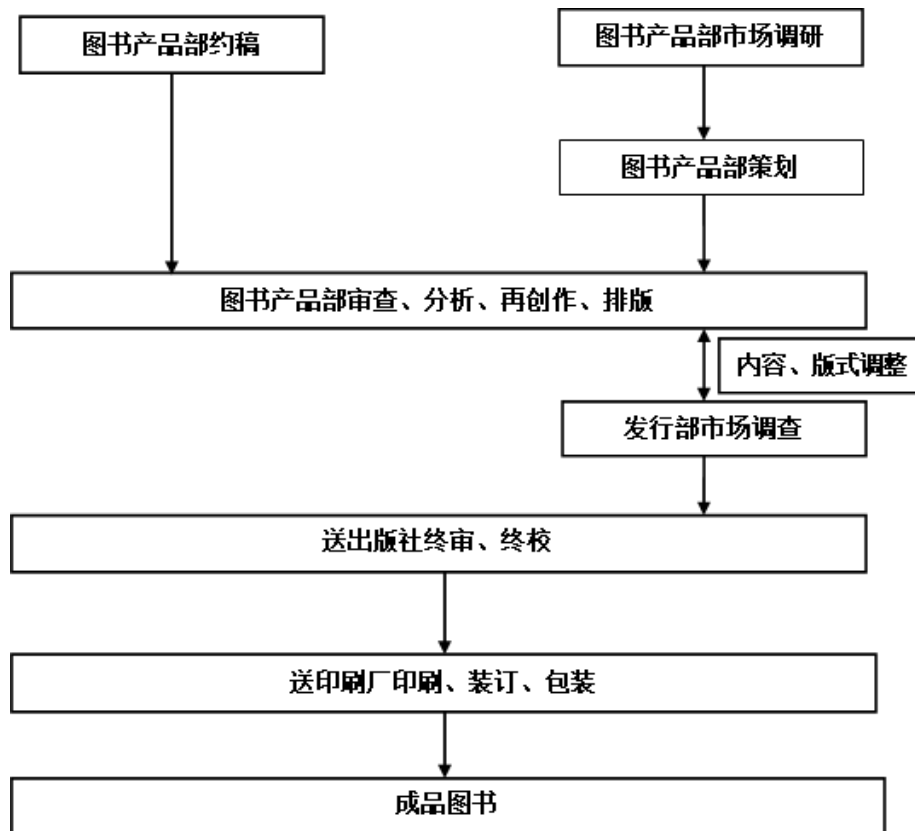 图书产品部约稿
图书产品部市场调研
图书产品部策划
图书产品部审查、分析、再创作、排版
内容、版式调整
发行部市场调查
送出版社终审、终校
送印刷厂印刷、装订、包装
成品图书